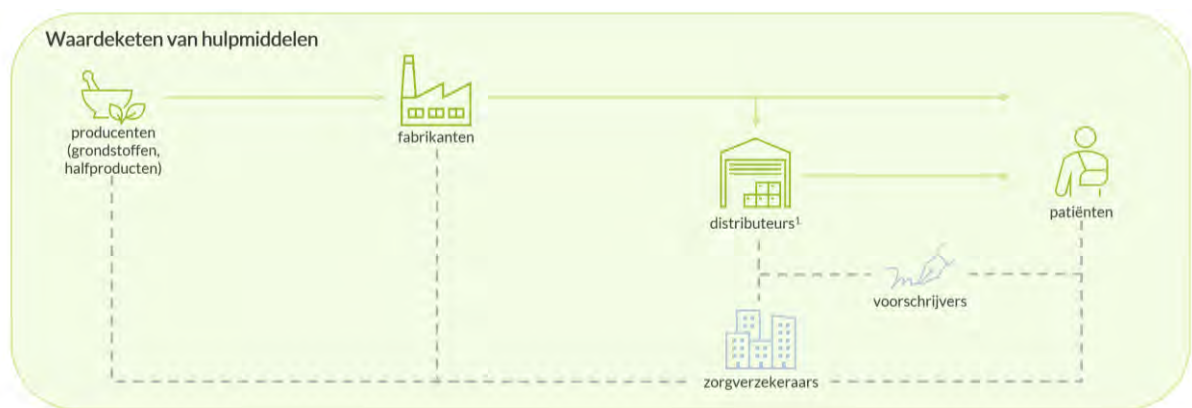 Waardeketen van hulpmiddelen
producenten
(grondstoffen,
halfproducten)
fabrikanten
distributeurs¹
patiënten
voorschrijvers
zorgverzekeraars